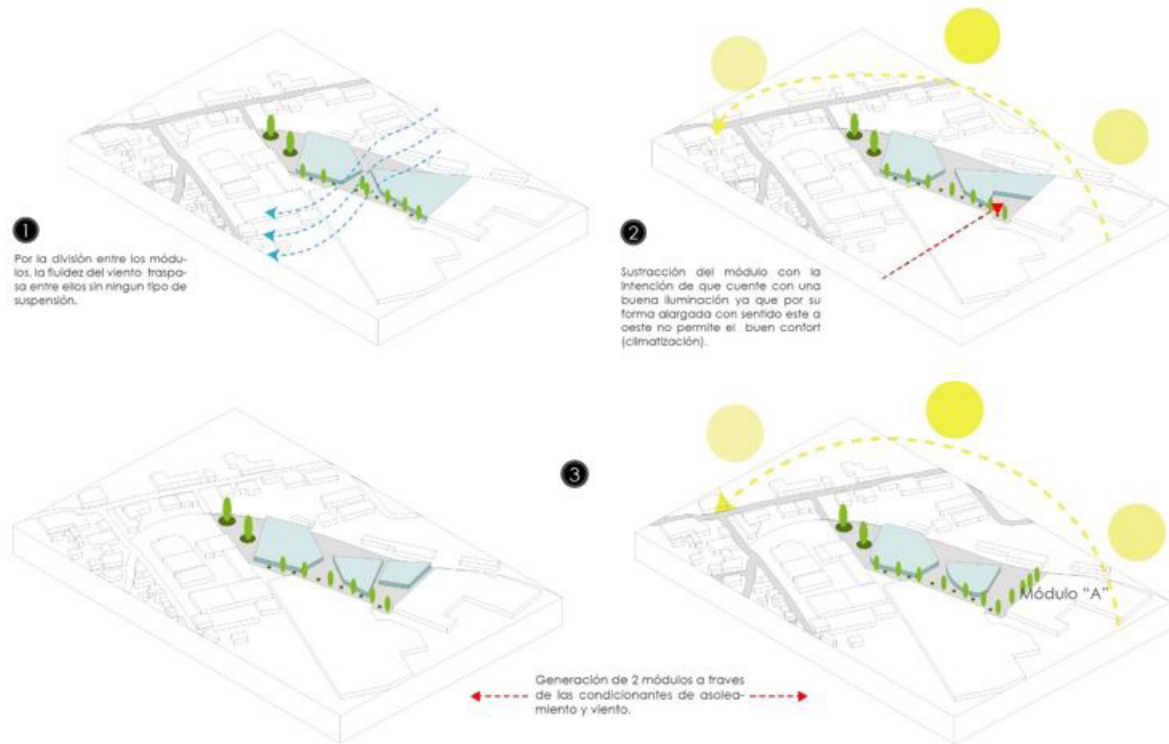 1
Por la división entre los módu-
los, la fluidez del viento traspa-
sa entre ellos sin ningun tipo de
suspensión.
2
Sustracción del módulo con la
intención de que cuente con una
buena iluminación ya que por su
forma alargada con sentido este a
oeste no permite el buen confort
(climatización).
3
Módulo "A"
Generación de 2 módulos a traves
de las condicionantes de asolea-
miento y viento.